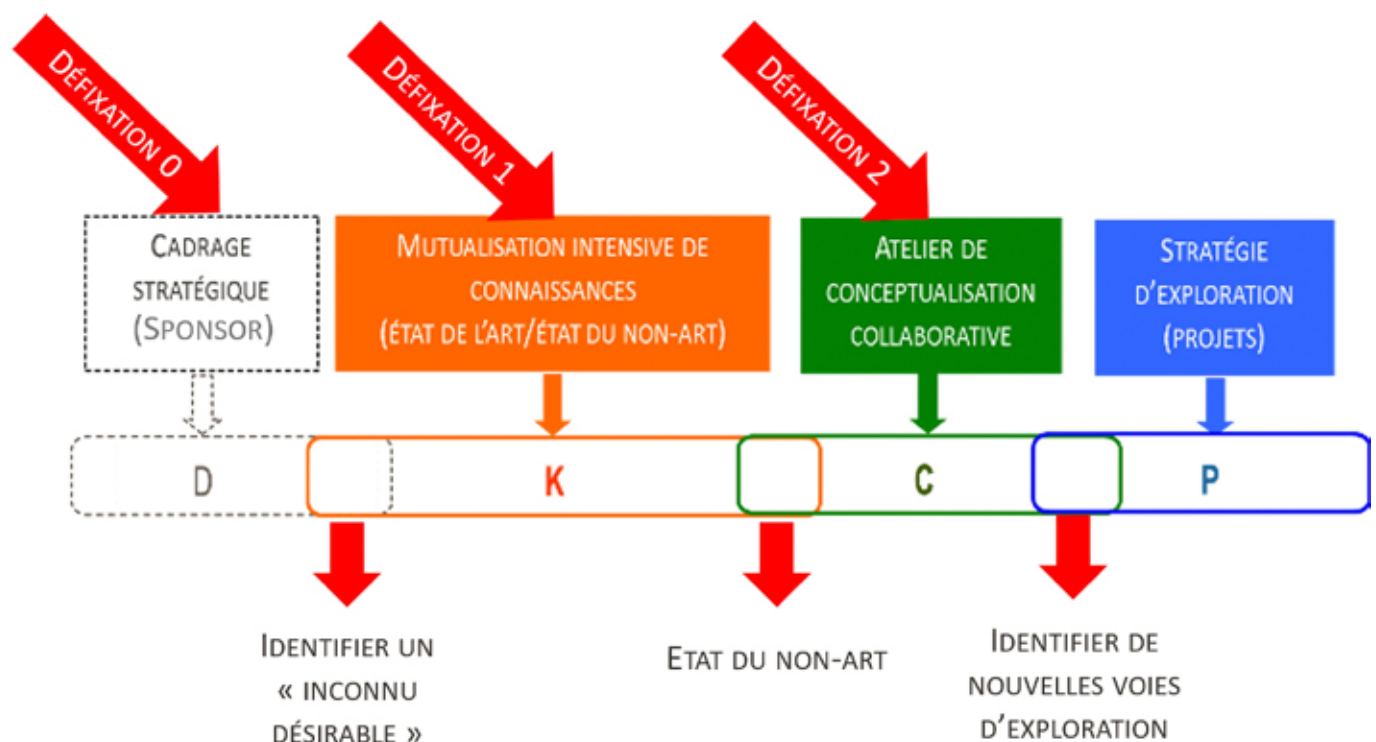 DÉFIXATION 0
DÉFIXATION 1
DÉFIXATION 2
CADRAGE
STRATÉGIQUE
(SPONSOR)
MUTUALISATION INTENSIVE DE
CONNAISSANCES
(ÉTAT DE L'ART/ÉTAT DU NON-ART)
ATELIER DE
CONCEPTUALISATION
COLLABORATIVE
STRATÉGIE
D'EXPLORATION
(PROJETS)
D
K
C
P
IDENTIFIER UN
« INCONNU
DÉSIRABLE »
ETAT DU NON-ART
IDENTIFIER DE
NOUVELLES VOIES
D'EXPLORATION